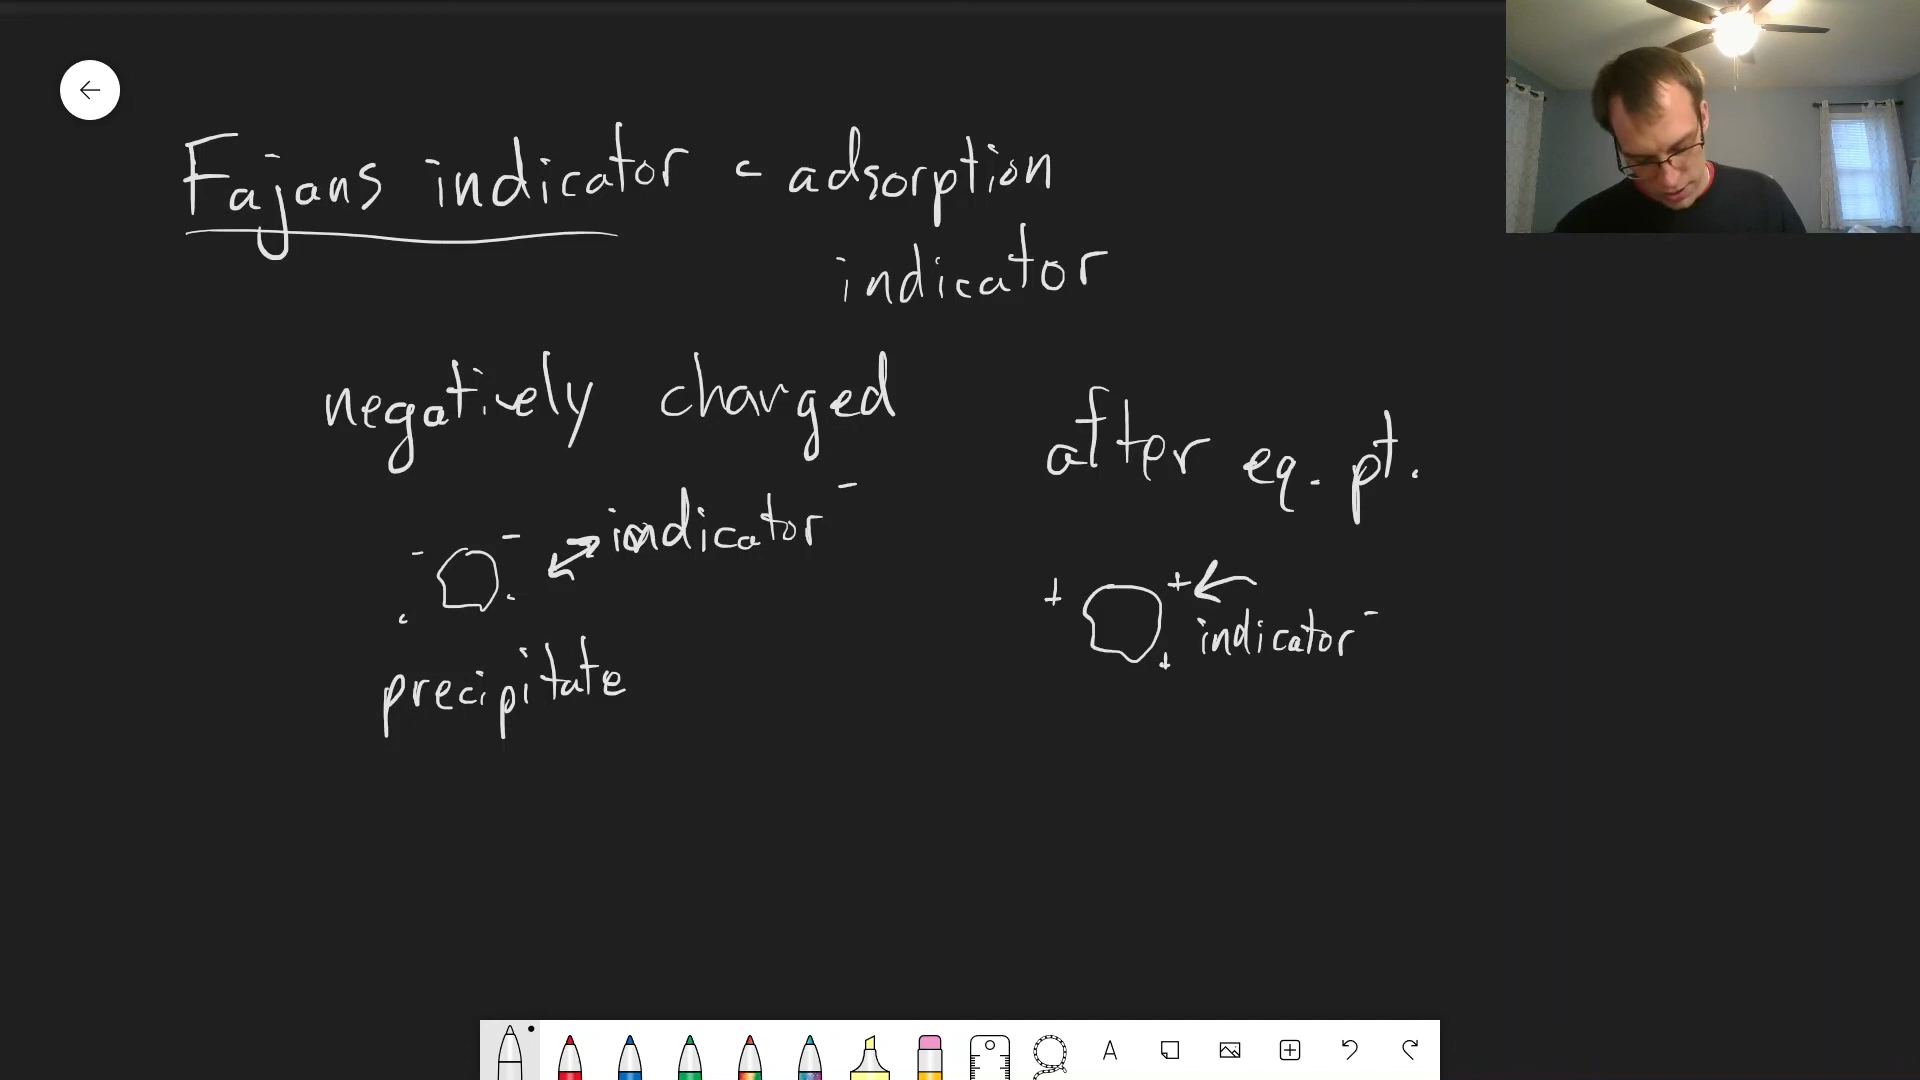 Fajans indicator - adsorption
indicator
negatively charged
after eq. pt.
- - indicator-
precipitate
+ + indicator-
+
A